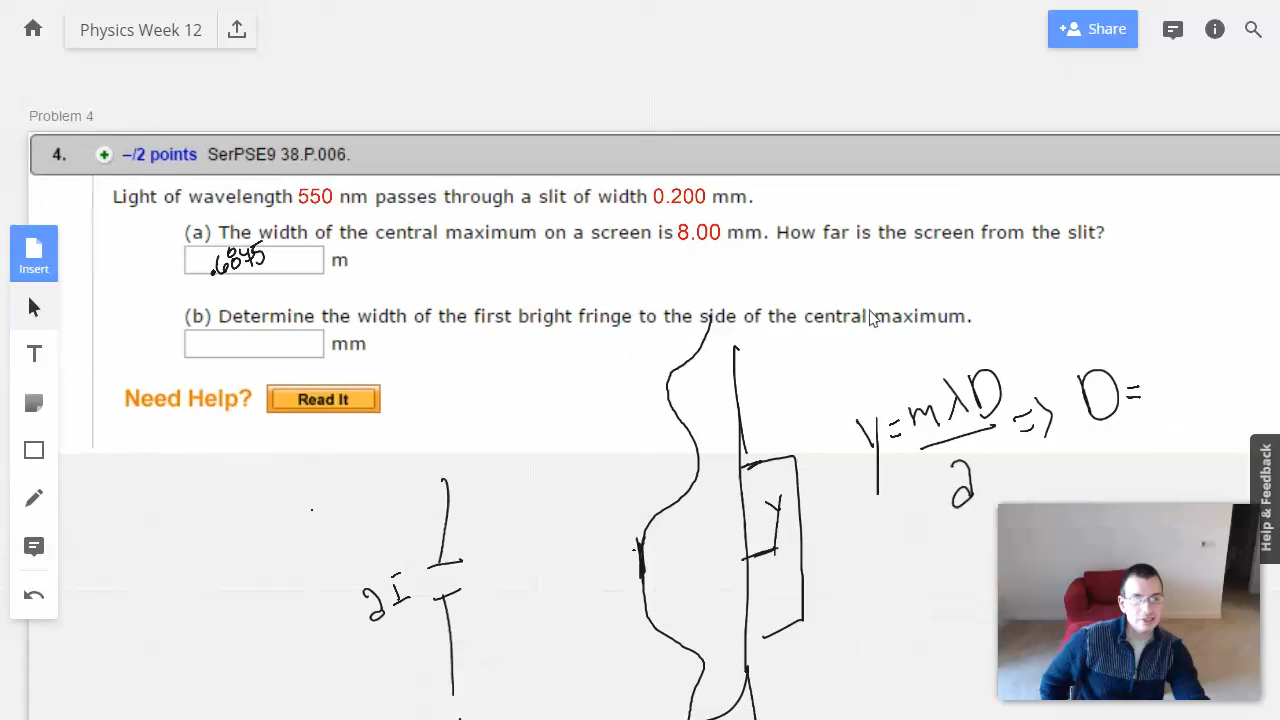 Physics Week 12
Share
Problem 4
4. –/2 points SerPSE9 38.P.006.
Light of wavelength 550 nm passes through a slit of width 0.200 mm.
(a) The width of the central maximum on a screen is 8.00 mm. How far is the screen from the slit?
m
(b) Determine the width of the first bright fringe to the side of the central maximum.
mm
Need Help? Read It
Insert
y = mλD / a => D =
y
a
Help & Feedback